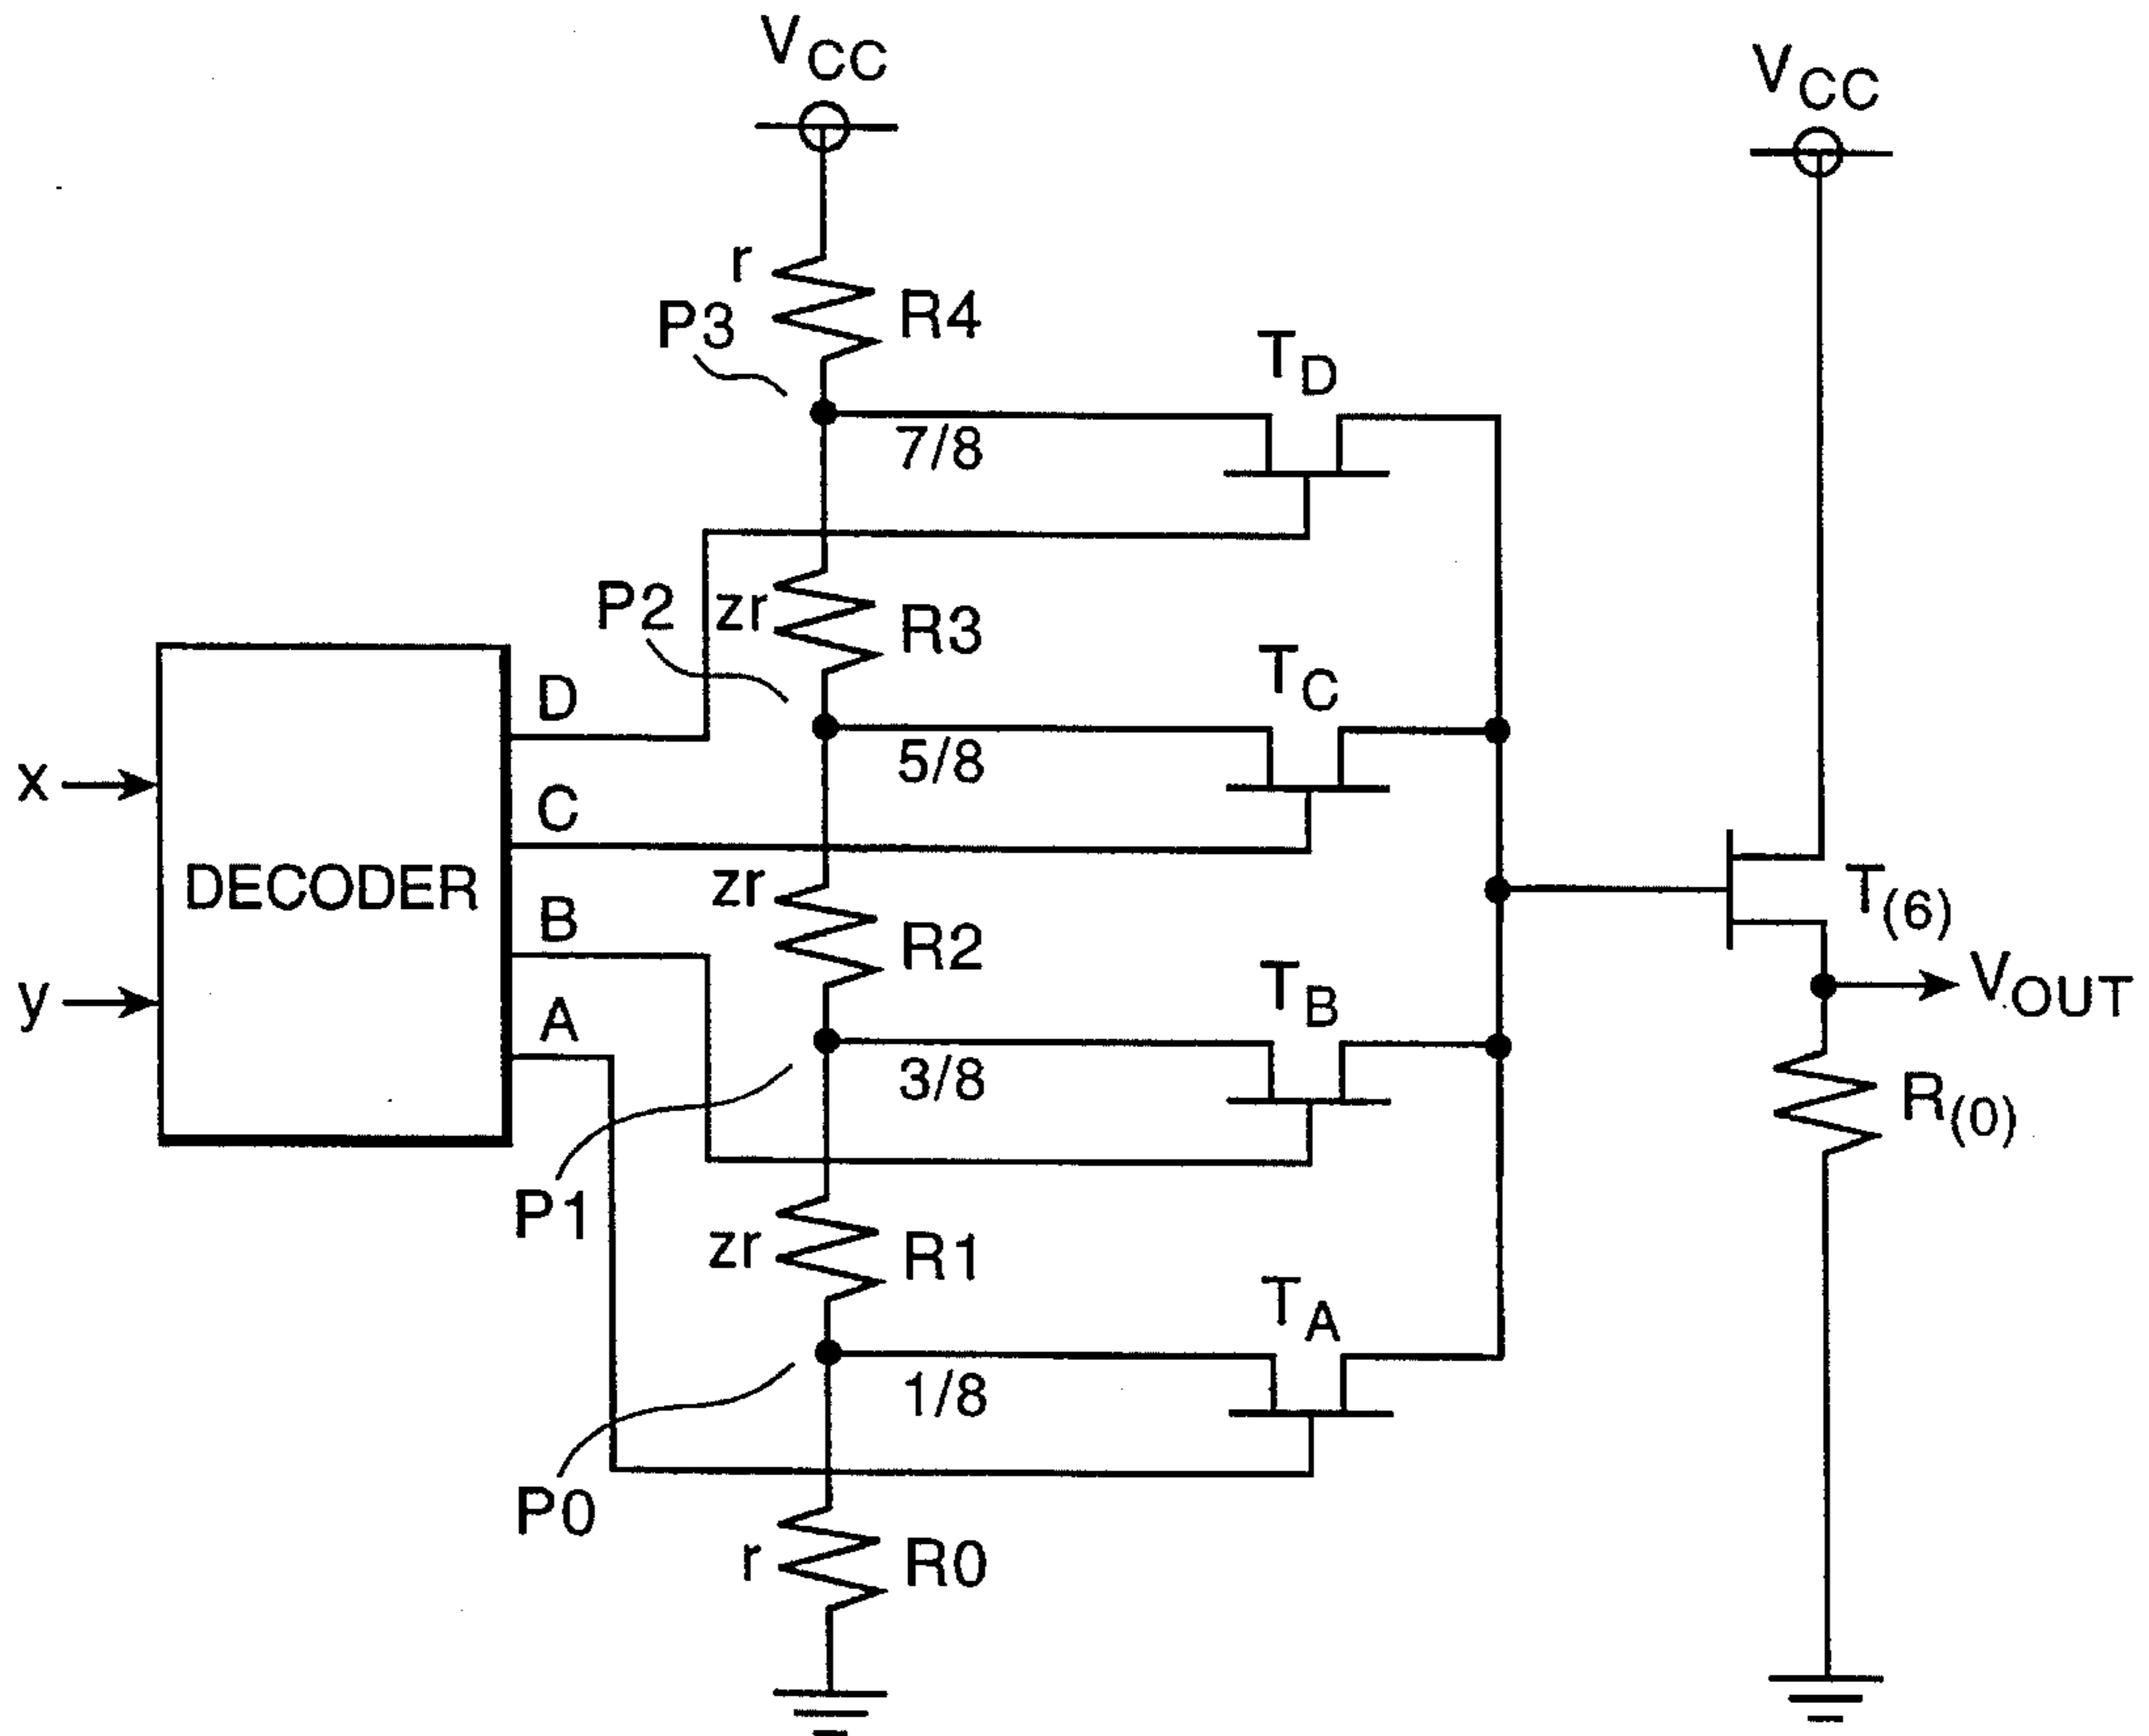 VCC
VCC
r
P3
R4
TD
7/8
P2
zr
R3
TC
D
5/8
x
C
DECODER
zr
T(6)
B
R2
TB
VOUT
y
A
3/8
R(0)
P1
zr
R1
TA
1/8
P0
r
R0